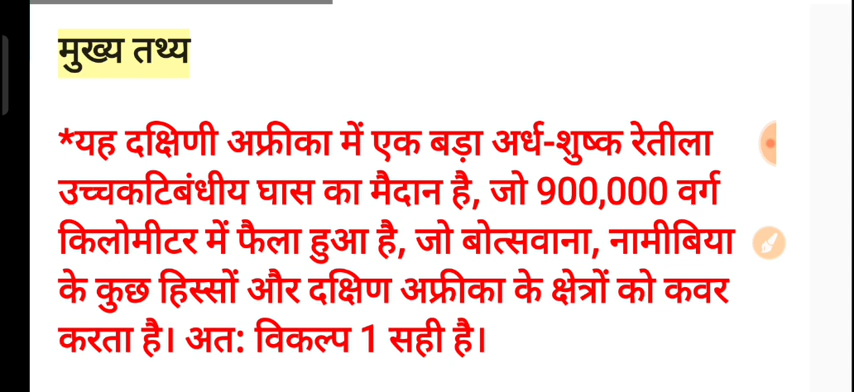 मुख्य तथ्य
*यह दक्षिणी अफ्रीका में एक बड़ा अर्ध-शुष्क रेतीला
उच्चकटिबंधीय घास का मैदान है, जो 900,000 वर्ग
किलोमीटर में फैला हुआ है, जो बोत्सवाना, नामीबिया
के कुछ हिस्सों और दक्षिण अफ्रीका के क्षेत्रों को कवर
करता है। अत: विकल्प 1 सही है।